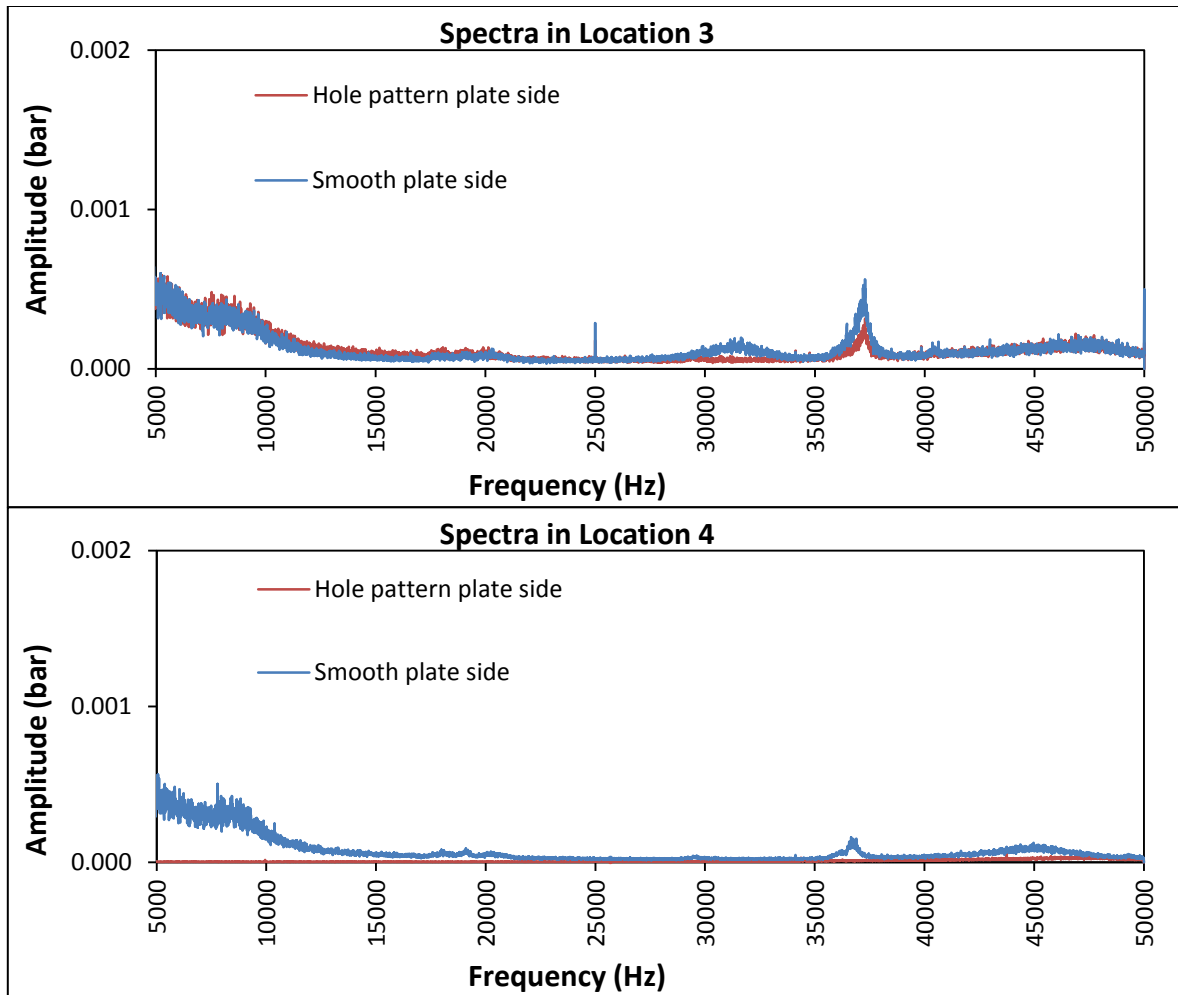 Spectra in Location 3
0.002
0.001
0.000
Amplitude (bar)
Hole pattern plate side
Smooth plate side
5000
10000
15000
20000
25000
30000
35000
40000
45000
50000
Frequency (Hz)
Spectra in Location 4
0.002
0.001
0.000
Amplitude (bar)
Hole pattern plate side
Smooth plate side
5000
10000
15000
20000
25000
30000
35000
40000
45000
50000
Frequency (Hz)